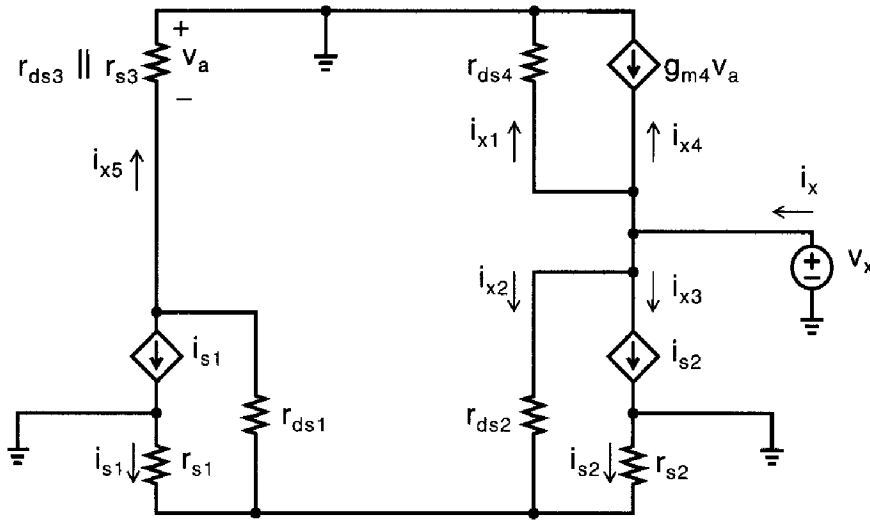 +
r_ds3 || r_s3
v_a
−
r_ds4
g_m4 v_a
i_x1
i_x4
i_x5
i_x
i_x2
i_x3
+
−
v_x
i_s1
i_s2
r_ds1
r_ds2
i_s1
r_s1
i_s2
r_s2